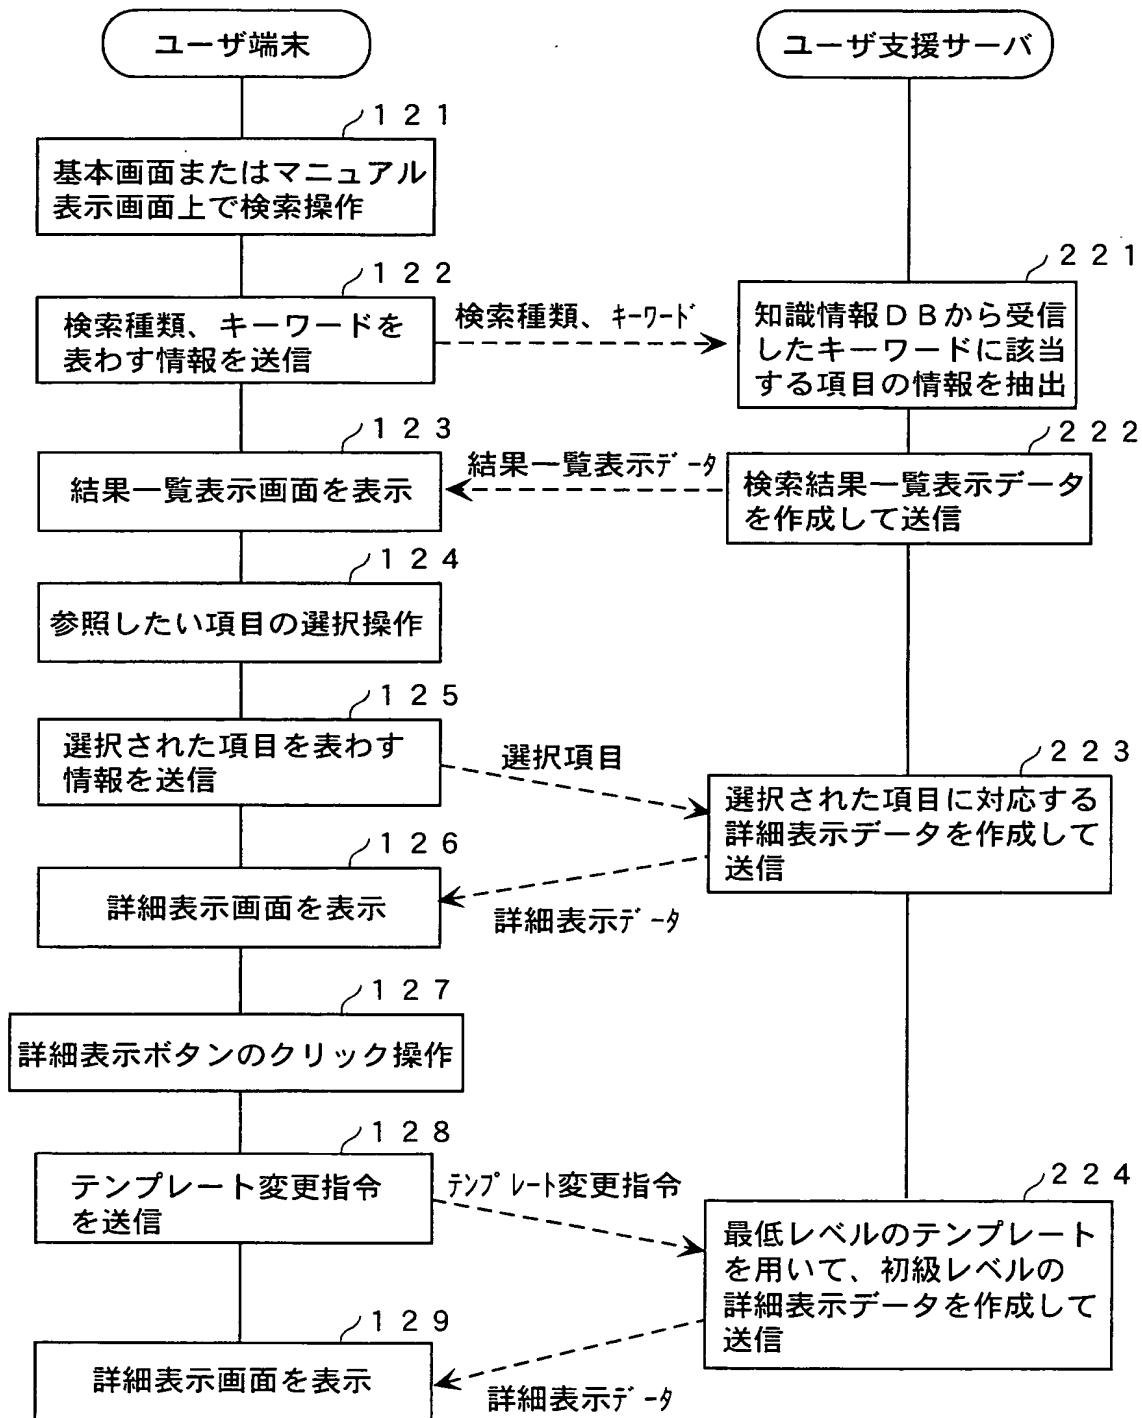 ユーザ端末
ユーザ支援サーバ
121
基本画面またはマニュアル
表示画面上で検索操作
122
検索種類、キーワードを
表わす情報を送信
検索種類、キーワード
221
知識情報DBから受信
したキーワードに該当
する項目の情報を抽出
123
結果一覧表示画面を表示
結果一覧表示データ
222
検索結果一覧表示データ
を作成して送信
124
参照したい項目の選択操作
125
選択された項目を表わす
情報を送信
選択項目
223
選択された項目に対応する
詳細表示データを作成して
送信
126
詳細表示画面を表示
詳細表示データ
127
詳細表示ボタンのクリック操作
128
テンプレート変更指令
を送信
テンプレート変更指令
224
最低レベルのテンプレート
を用いて、初級レベルの
詳細表示データを作成して
送信
129
詳細表示画面を表示
詳細表示データ